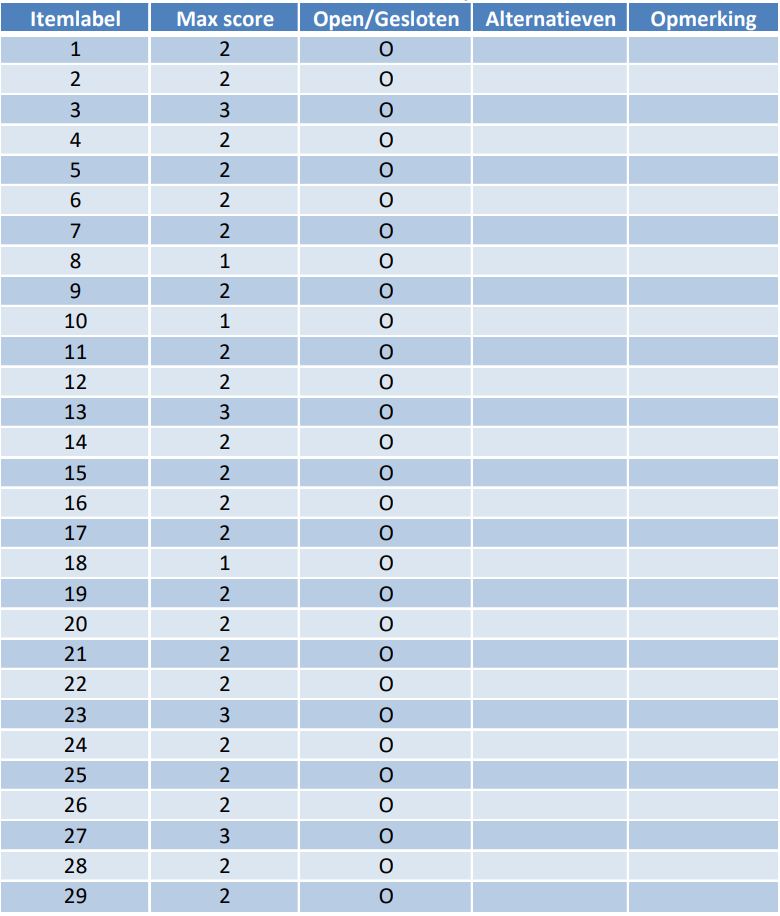 Itemlabel Max score Open/Gesloten Alternatieven Opmerking
1 2 O
2 2 O
3 3 O
4 2 O
5 2 O
6 2 O
7 2 O
8 1 O
9 2 O
10 1 O
11 2 O
12 2 O
13 3 O
14 2 O
15 2 O
16 2 O
17 2 O
18 1 O
19 2 O
20 2 O
21 2 O
22 2 O
23 3 O
24 2 O
25 2 O
26 2 O
27 3 O
28 2 O
29 2 O